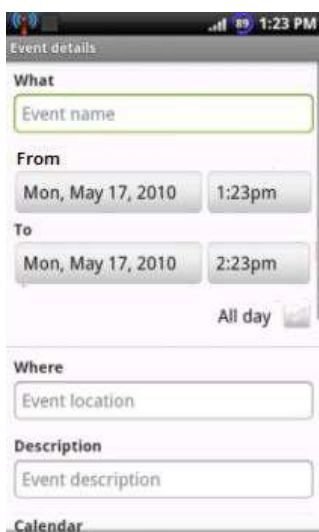 89 1:23 PM
Event details
What
Event name
From
Mon, May 17, 2010 1:23pm
To
Mon, May 17, 2010 2:23pm
All day
Where
Event location
Description
Event description
Calendar